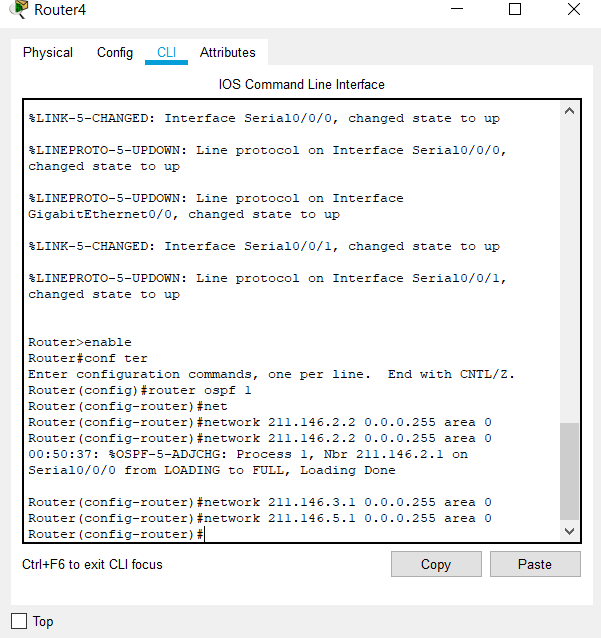 Router4
Physical Config CLI Attributes
IOS Command Line Interface
%LINK-5-CHANGED: Interface Serial0/0/0, changed state to up
%LINEPROTO-5-UPDOWN: Line protocol on Interface Serial0/0/0,
changed state to up
%LINEPROTO-5-UPDOWN: Line protocol on Interface
GigabitEthernet0/0, changed state to up
%LINK-5-CHANGED: Interface Serial0/0/1, changed state to up
%LINEPROTO-5-UPDOWN: Line protocol on Interface Serial0/0/1,
changed state to up
Router>enable
Router#conf ter
Enter configuration commands, one per line.  End with CNTL/Z.
Router(config)#router ospf 1
Router(config-router)#net
Router(config-router)#network 211.146.2.2 0.0.0.255 area 0
Router(config-router)#network 211.146.2.2 0.0.0.255 area 0
00:50:37: %OSPF-5-ADJCHG: Process 1, Nbr 211.146.2.1 on
Serial0/0/0 from LOADING to FULL, Loading Done
Router(config-router)#network 211.146.3.1 0.0.0.255 area 0
Router(config-router)#network 211.146.5.1 0.0.0.255 area 0
Router(config-router)#
Ctrl+F6 to exit CLI focus
Copy Paste
Top